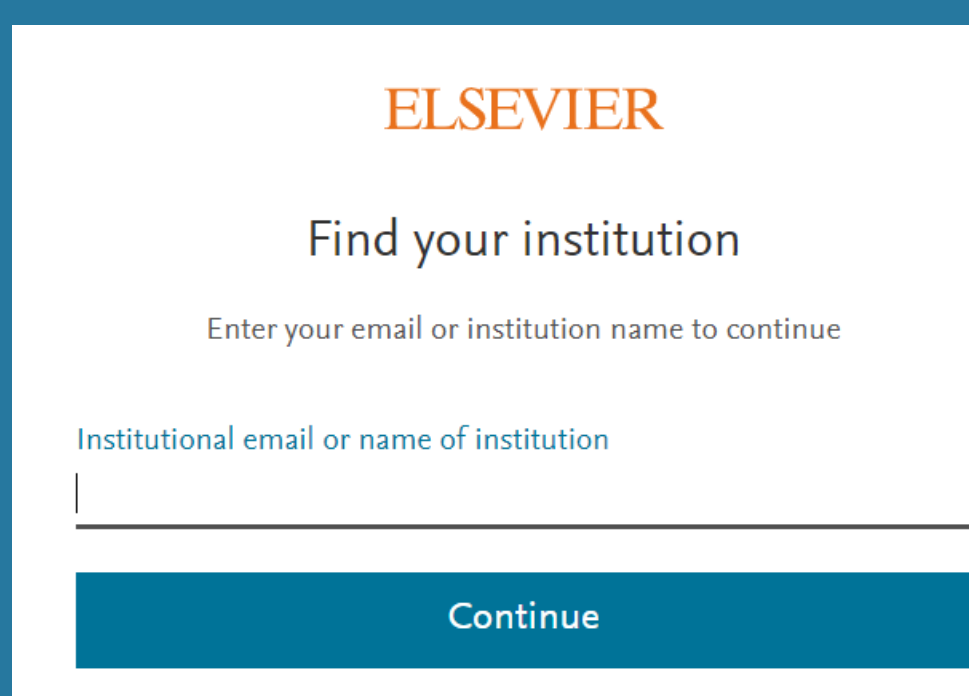 ELSEVIER
Find your institution
Enter your email or institution name to continue
Institutional email or name of institution
Continue